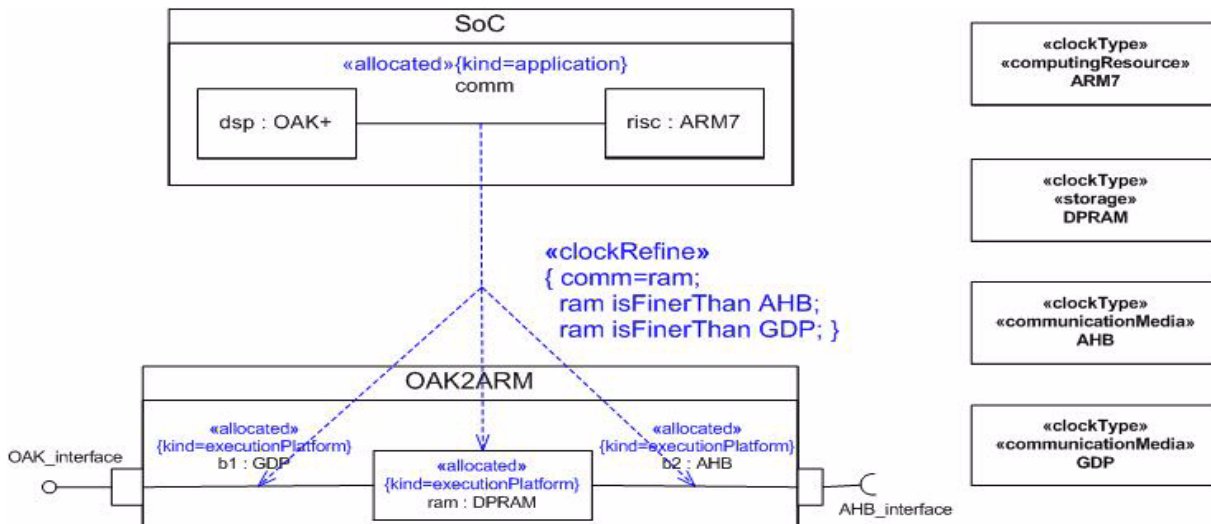 SoC
«allocated»{kind=application}
comm
dsp : OAK+
risc : ARM7
«clockRefine»
{ comm=ram;
ram isFinerThan AHB;
ram isFinerThan GDP; }
OAK2ARM
«allocated»
{kind=executionPlatform}
b1 : GDP
«allocated»
{kind=executionPlatform}
ram : DPRAM
«allocated»
{kind=executionPlatform}
b2 : AHB
OAK_interface
AHB_interface
«clockType»
«computingResource»
ARM7
«clockType»
«storage»
DPRAM
«clockType»
«communicationMedia»
AHB
«clockType»
«communicationMedia»
GDP